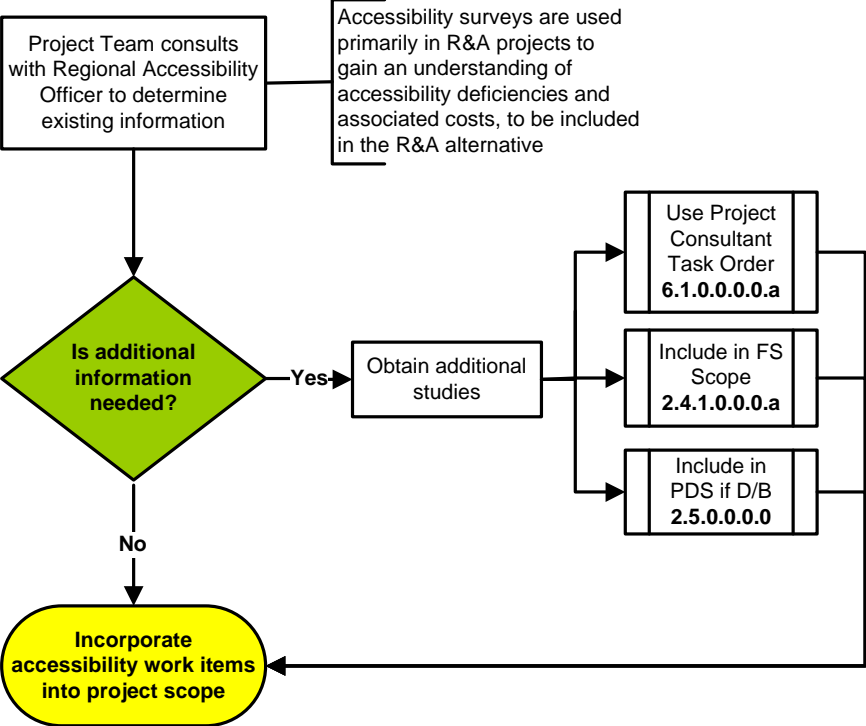 Project Team consults
with Regional Accessibility
Officer to determine
existing information
Accessibility surveys are used
primarily in R&A projects to
gain an understanding of
accessibility deficiencies and
associated costs, to be included
in the R&A alternative
Is additional
information
needed?
Yes
Obtain additional
studies
Use Project
Consultant
Task Order
6.1.0.0.0.0.a
Include in FS
Scope
2.4.1.0.0.0.a
Include in
PDS if D/B
2.5.0.0.0.0
No
Incorporate
accessibility work items
into project scope